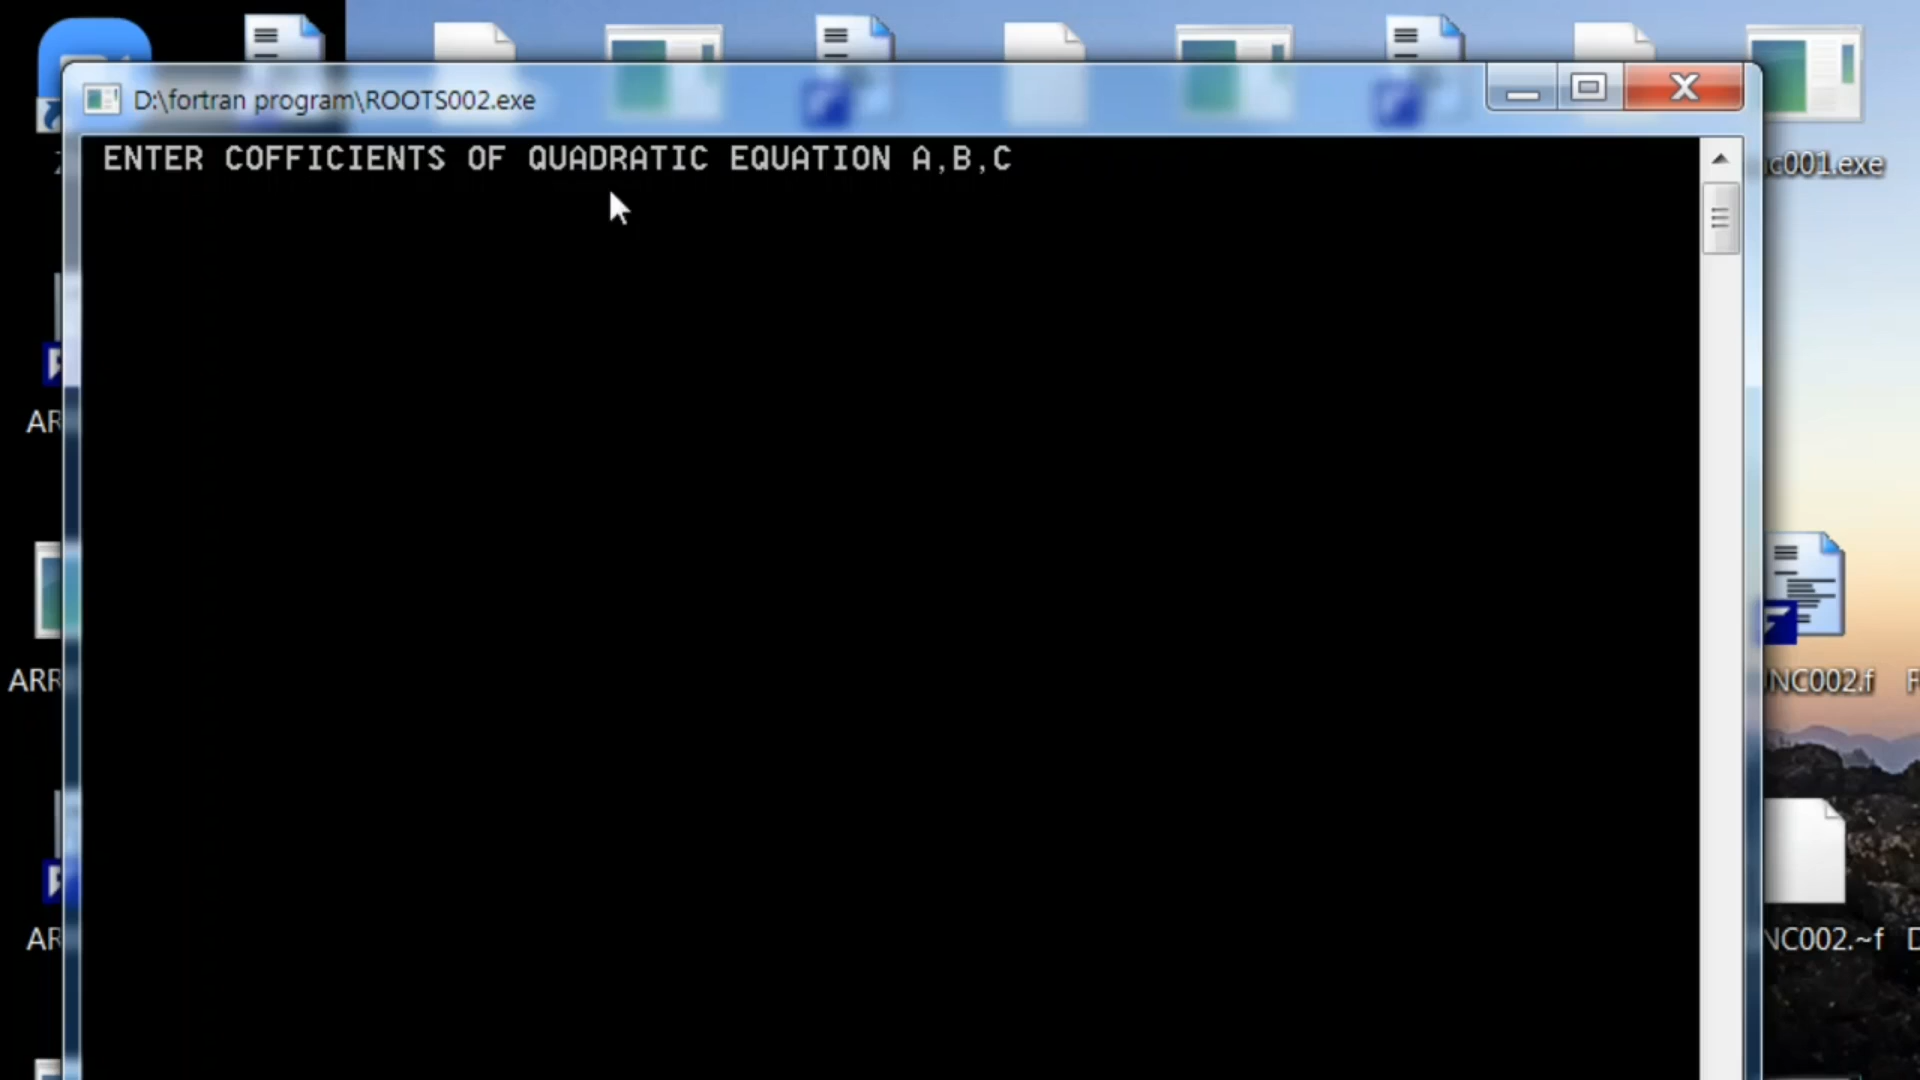 D:\fortran program\ROOTS002.exe
ENTER COFFICIENTS OF QUADRATIC EQUATION A,B,C
c001.exe
AR
ARR
NC002.f
AR
NC002.~f